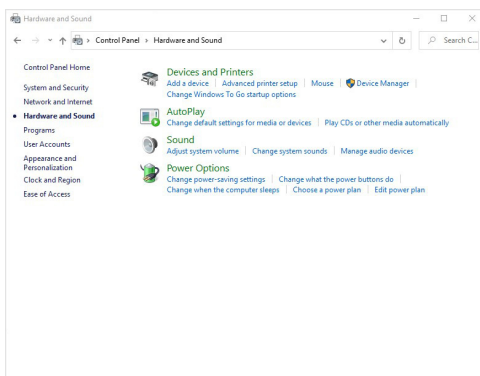 Hardware and Sound
Control Panel > Hardware and Sound
Search C...
Control Panel Home
System and Security
Network and Internet
Hardware and Sound
Programs
User Accounts
Appearance and
Personalization
Clock and Region
Ease of Access
Devices and Printers
Add a device | Advanced printer setup | Mouse | Device Manager |
Change Windows To Go startup options
AutoPlay
Change default settings for media or devices | Play CDs or other media automatically
Sound
Adjust system volume | Change system sounds | Manage audio devices
Power Options
Change power-saving settings | Change what the power buttons do |
Change when the computer sleeps | Choose a power plan | Edit power plan